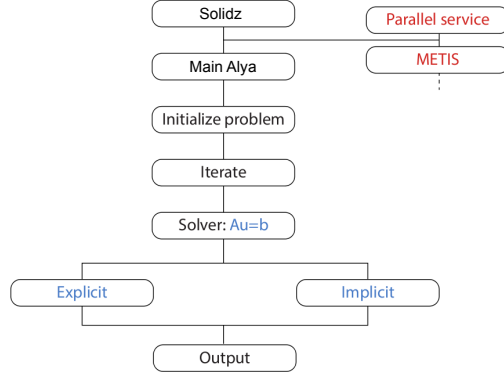 Solidz
Parallel service
Main Alya
METIS
Initialize problem
Iterate
Solver: Au=b
Explicit
Implicit
Output